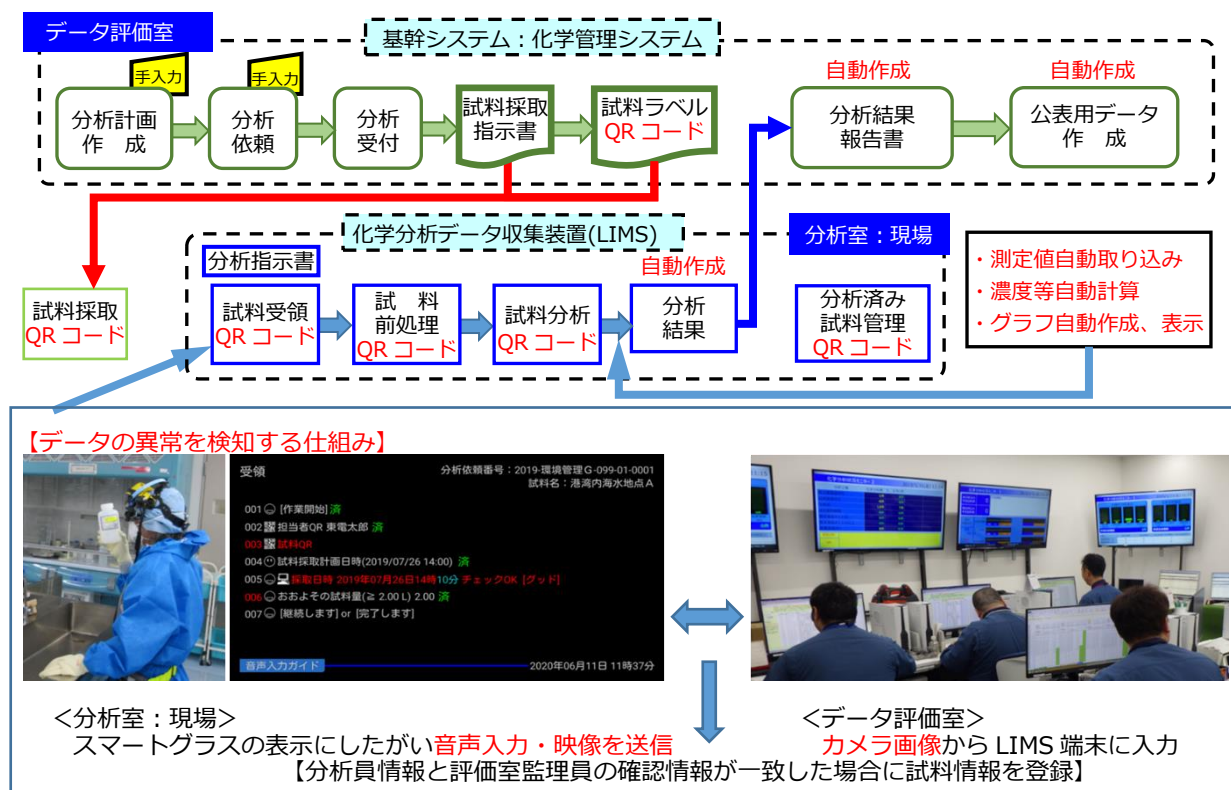 データ評価室
基幹システム：化学管理システム
手入力
手入力
分析計画
作　成
分析
依頼
分析
受付
試料採取
指示書
試料ラベル
QR コード
自動作成
分析結果
報告書
自動作成
公表用データ
作　成
化学分析データ収集装置(LIMS)
分析室：現場
分析指示書
試料採取
QR コード
試料受領
QR コード
試　料
前処理
QR コード
試料分析
QR コード
自動作成
分析
結果
分析済み
試料管理
QR コード
・測定値自動取り込み
・濃度等自動計算
・グラフ自動作成、表示
【データの異常を検知する仕組み】
受領
分析依頼番号：2019-環境管理G-099-01-0001
試料名：港湾内海水地点A
001 [作業開始] 済
002 担当者QR 東電太郎 済
003 試料QR
004 試料採取計画日時(2019/07/26 14:00) 済
005 採取日時 2019年07月26日14時10分 チェックOK [グッド]
006 おおよその試料量(≧ 2.00 L) 2.00 済
007 [継続します] or [完了します]
音声入力ガイド
2020年06月11日 11時37分
＜分析室：現場＞
スマートグラスの表示にしたがい音声入力・映像を送信
＜データ評価室＞
カメラ画像から LIMS 端末に入力
【分析員情報と評価室監理員の確認情報が一致した場合に試料情報を登録】